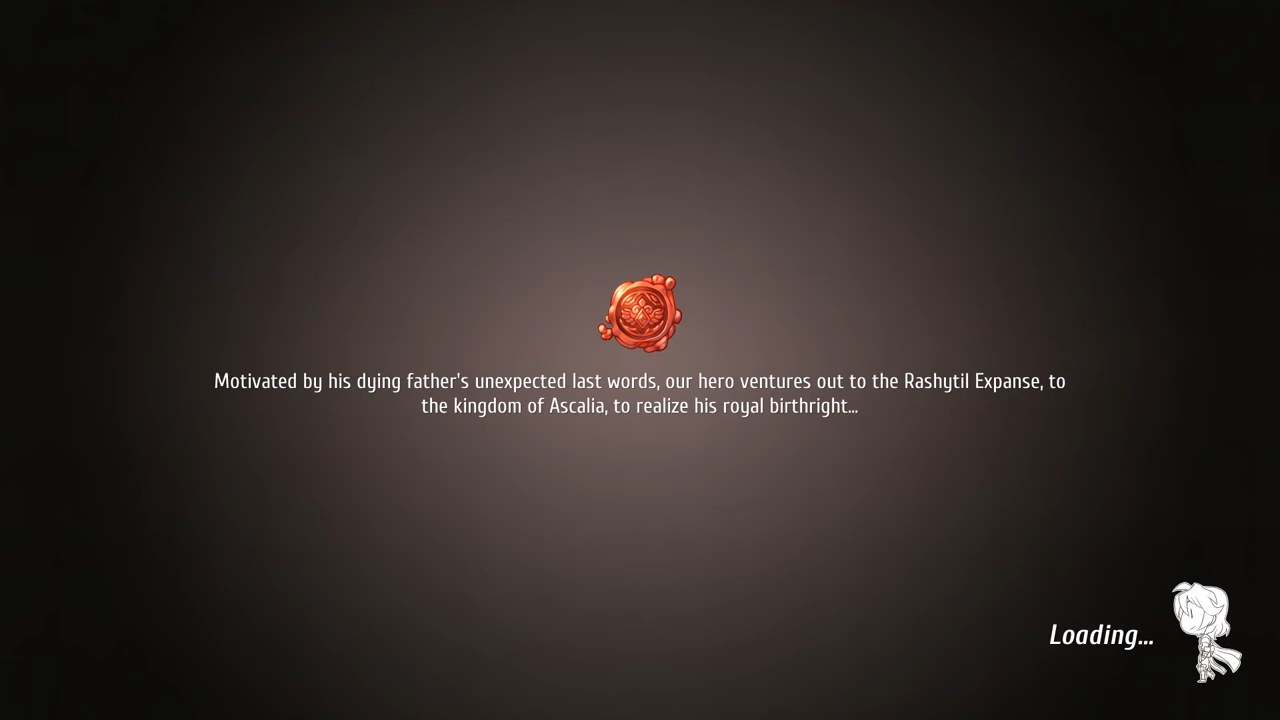 Motivated by his dying father's unexpected last words, our hero ventures out to the Rashytil Expanse, to
the kingdom of Ascalia, to realize his royal birthright...
Loading...